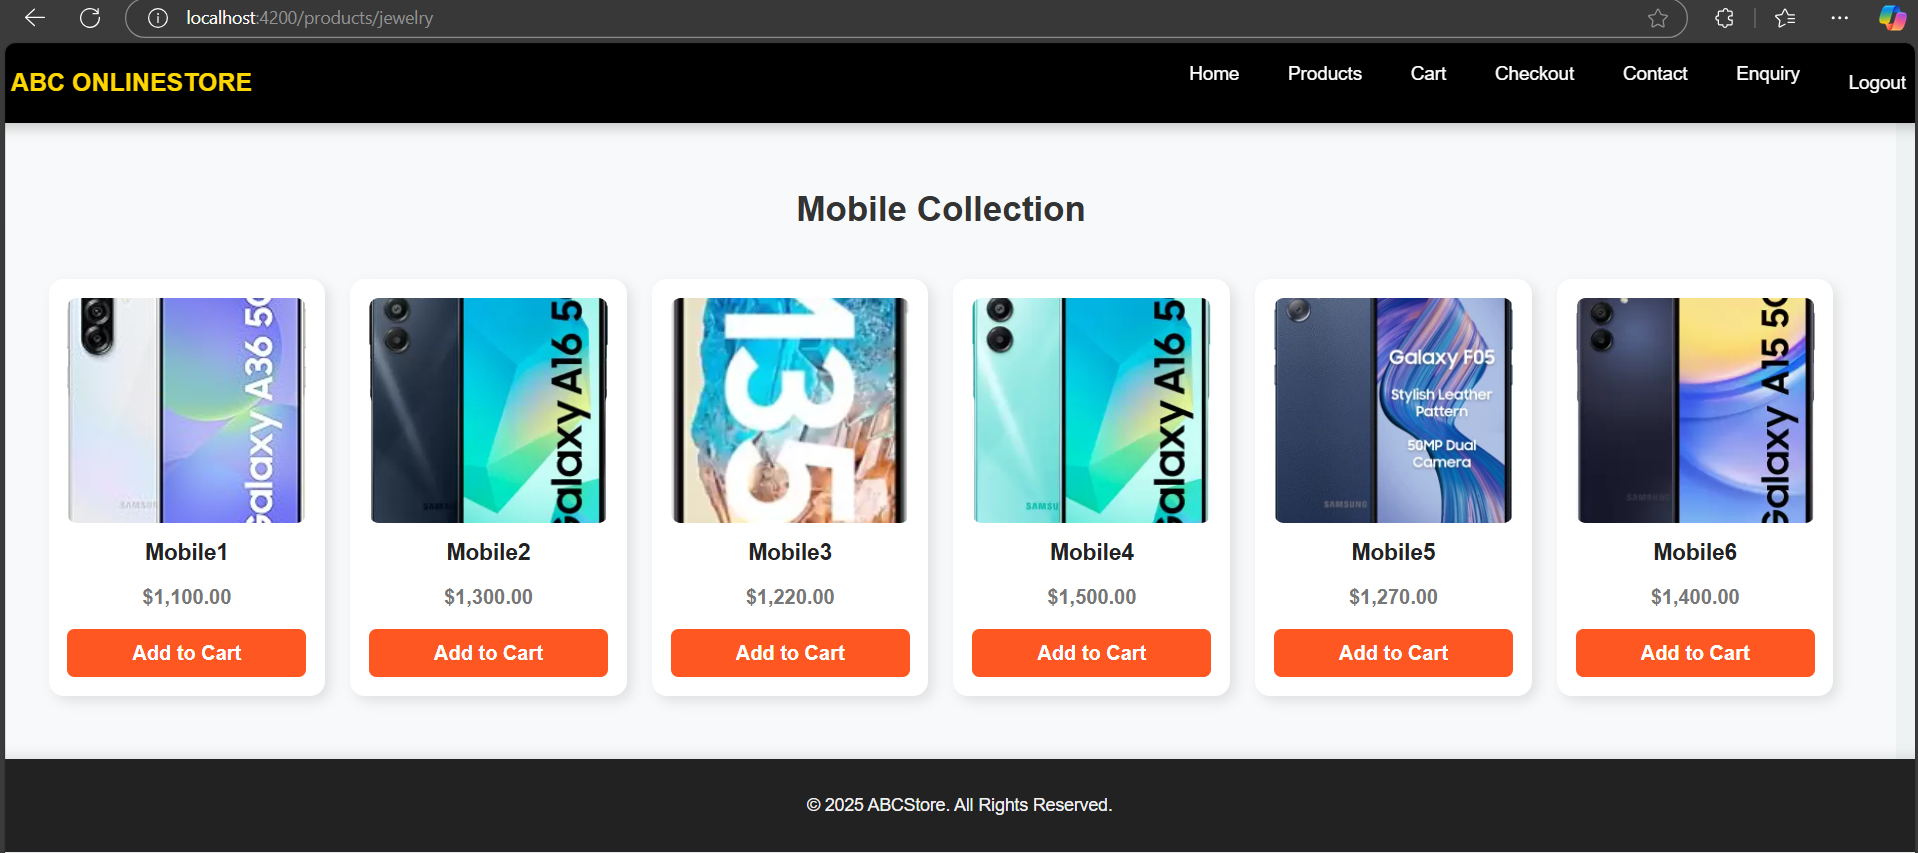 localhost:4200/products/jewelry
ABC ONLINESTORE
Home Products Cart Checkout Contact Enquiry Logout
Mobile Collection
Galaxy A36 5G
SAMSUNG
Galaxy A16 5
SAMSU
135
Galaxy A16 5
SAMSU
Galaxy F05
Stylish Leather
Pattern
50MP Dual
Camera
SAMSUNG
Galaxy A15 5G
SAMSUNG
Mobile1 Mobile2 Mobile3 Mobile4 Mobile5 Mobile6
$1,100.00 $1,300.00 $1,220.00 $1,500.00 $1,270.00 $1,400.00
Add to Cart Add to Cart Add to Cart Add to Cart Add to Cart Add to Cart
© 2025 ABCStore. All Rights Reserved.